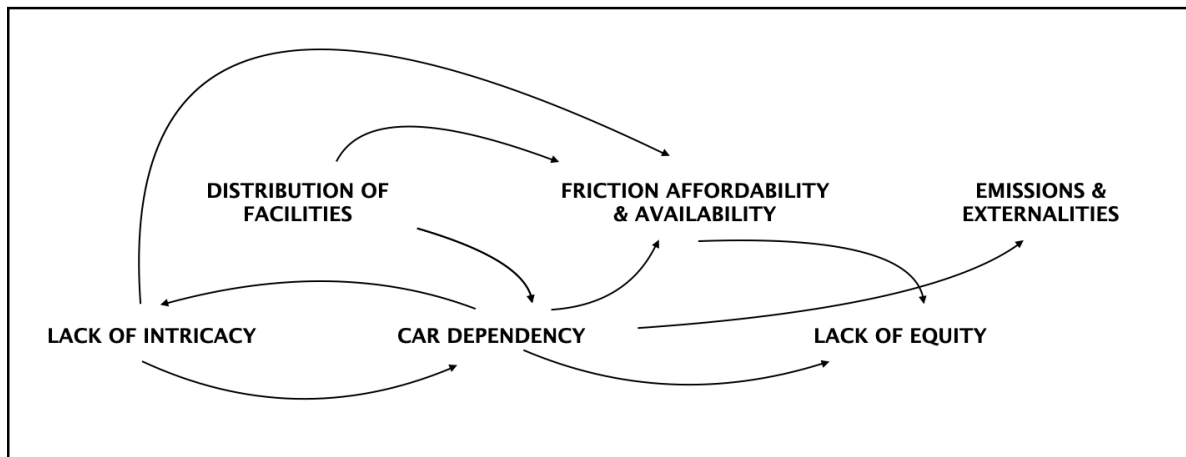 DISTRIBUTION OF
FACILITIES
FRICTION AFFORDABILITY
& AVAILABILITY
EMISSIONS &
EXTERNALITIES
LACK OF INTRICACY
CAR DEPENDENCY
LACK OF EQUITY